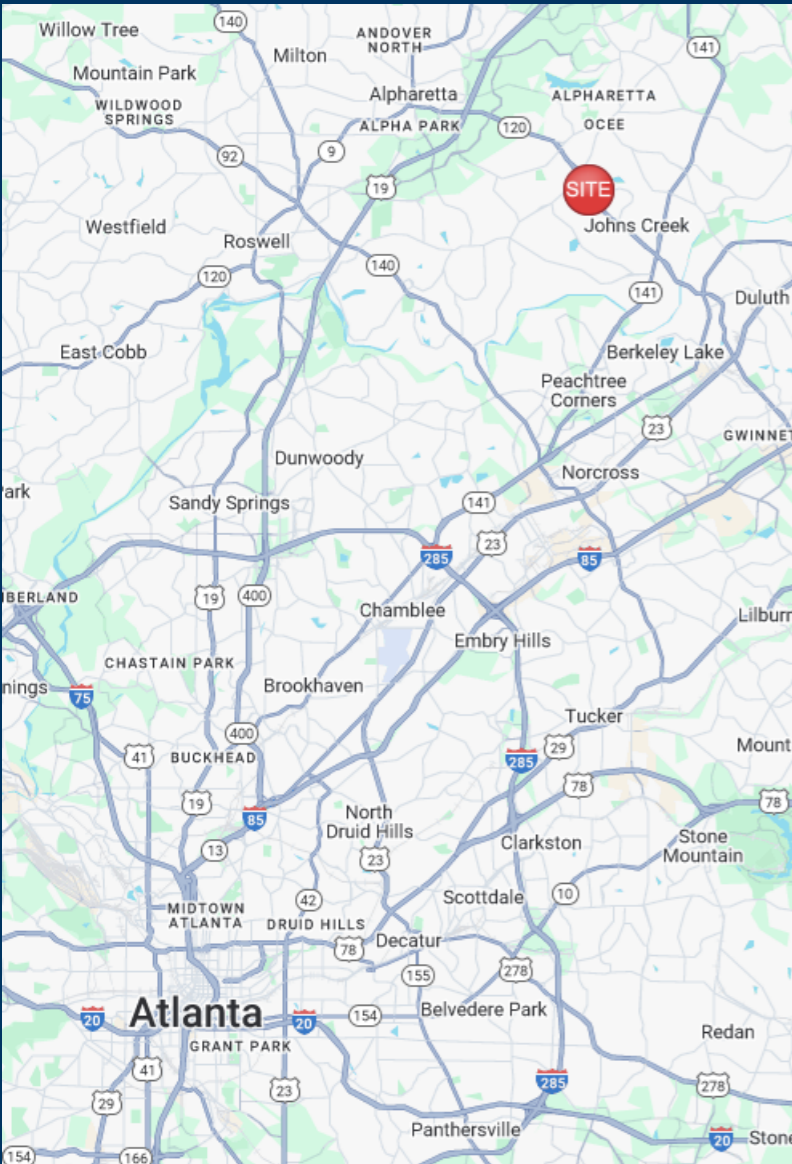 140
Willow Tree
ANDOVER
NORTH
141
Milton
Mountain Park
Alpharetta
ALPHARETTA
WILDWOOD
SPRINGS
ALPHA PARK
120
OCEE
9
92
19
SITE
Westfield
Johns Creek
Roswell
140
120
141
Duluth
East Cobb
Berkeley Lake
Peachtree
Corners
23
GWINNET
Dunwoody
Norcross
ark
Sandy Springs
141
23
285
85
BERLAND
19
400
Chamblee
Lilburn
Embry Hills
CHASTAIN PARK
nings
75
Brookhaven
Tucker
400
29
Mount
41
BUCKHEAD
285
78
19
78
85
North
Druid Hills
13
Clarkston
Stone
Mountain
23
42
Scottdale
10
MIDTOWN
ATLANTA
DRUID HILLS
78
Decatur
155
278
20
Atlanta
20
154
Belvedere Park
Redan
GRANT PARK
41
285
278
23
29
Panthersville
20
Stone
154
166